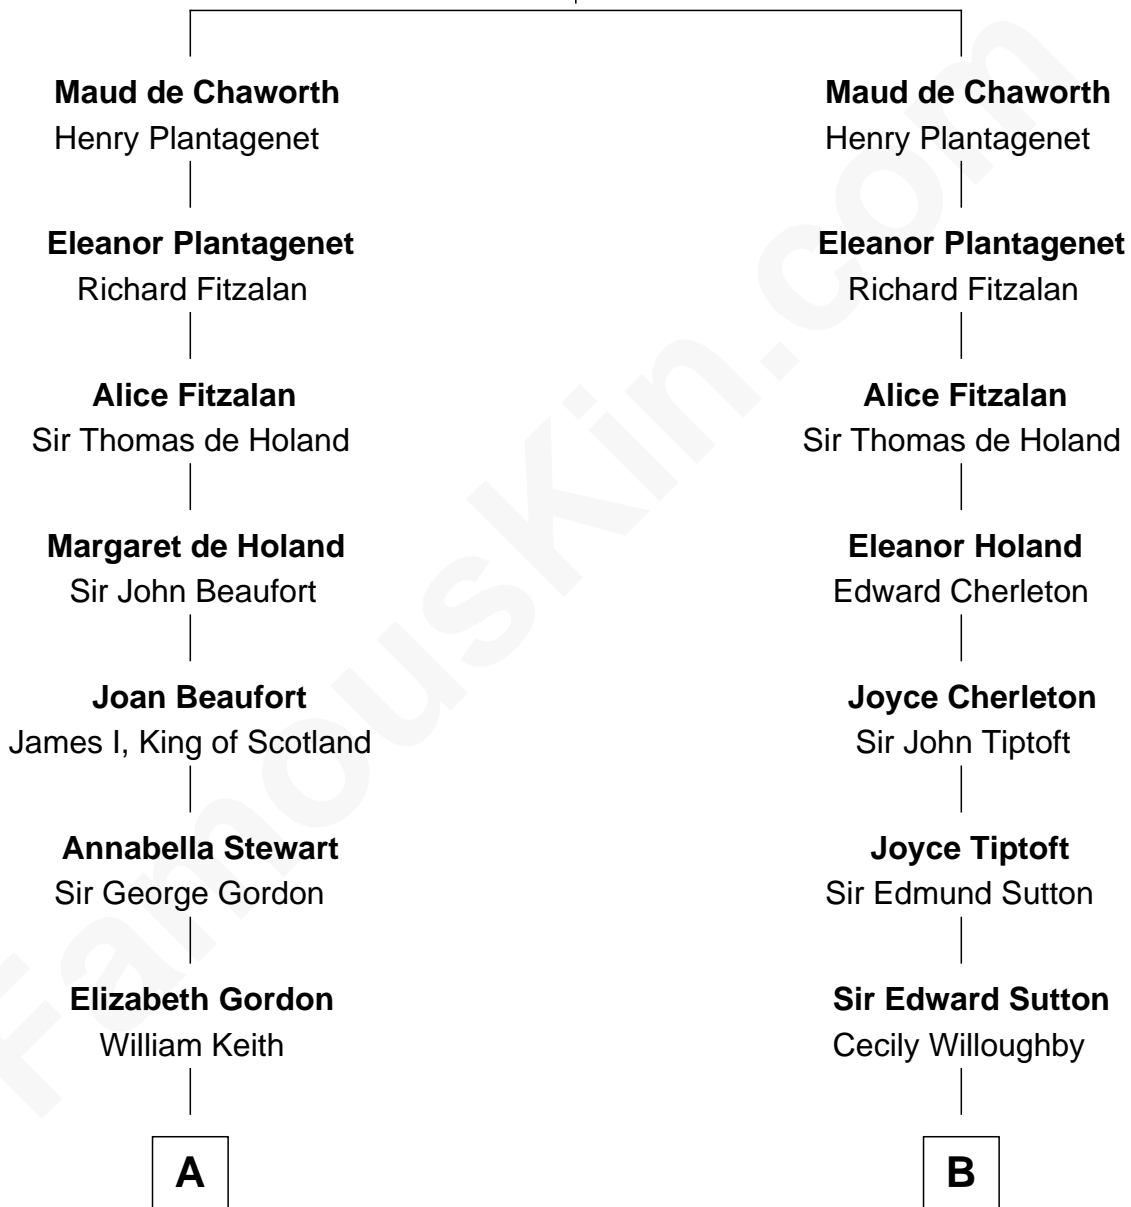 Maud de Chaworth
Henry Plantagenet
Eleanor Plantagenet
Richard Fitzalan
Alice Fitzalan
Sir Thomas de Holand
Margaret de Holand
Sir John Beaufort
Joan Beaufort
James I, King of Scotland
Annabella Stewart
Sir George Gordon
Elizabeth Gordon
William Keith
A
Maud de Chaworth
Henry Plantagenet
Eleanor Plantagenet
Richard Fitzalan
Alice Fitzalan
Sir Thomas de Holand
Eleanor Holand
Edward Cherleton
Joyce Cherleton
Sir John Tiptoft
Joyce Tiptoft
Sir Edmund Sutton
Sir Edward Sutton
Cecily Willoughby
B
FamousKin.com